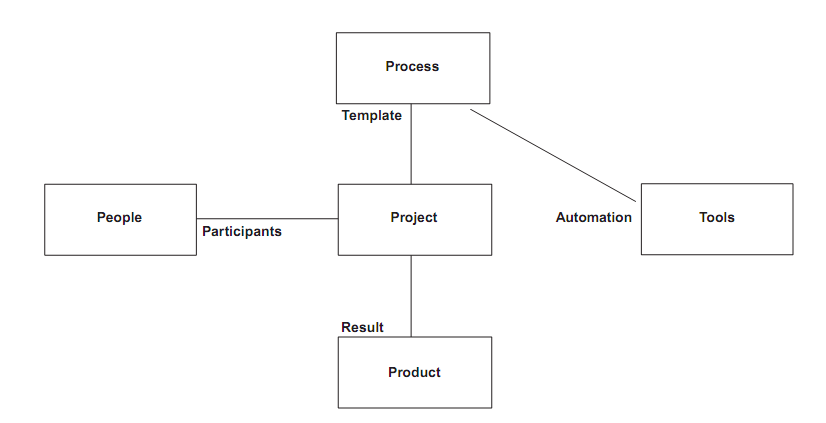 Process
Template
People
Participants
Project
Automation
Tools
Result
Product